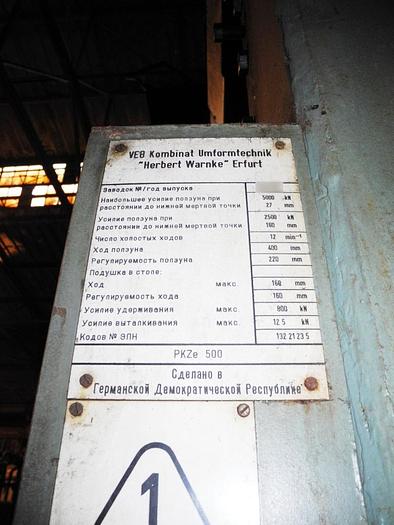 VEB Kombinat Umformtechnik
"Herbert Warnke" Erfurt
Заводск №/год выпуска
Наибольшее усилие ползуна при 5000 kN
расстоянии до нижней мертвой точки 27 mm
Усилие ползуна при 2500 kN
расстоянии до нижней мертвой точки 160 mm
Число холостых ходов 12 min⁻¹
Ход ползуна 400 mm
Регулируемость ползуна 220 mm
Подушка в столе:
Ход макс. 160 mm
Регулируемость хода 160 mm
Усилие удерживания макс. 800 kN
Усилие выталкивания макс. 125 kN
Кодов № ЭПН 132 21 23 5
PKZe 500
Сделано в
Германской Демократической Республике
1